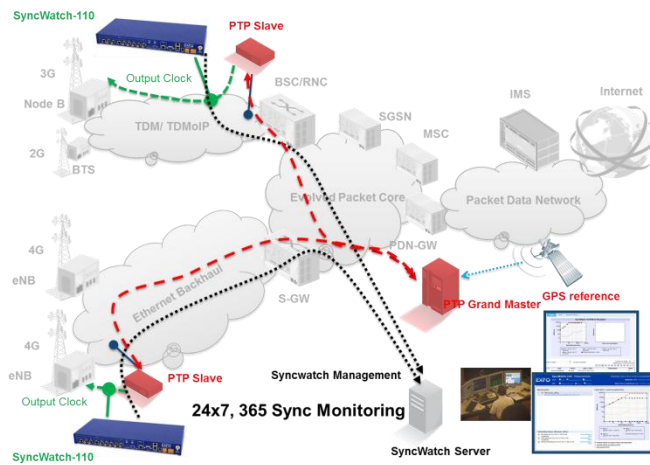 SyncWatch-110
PTP Slave
3G
Output Clock
BSC/RNC
Node B
IMS
Internet
TDM/ TDMoIP
SGSN
MSC
2G
BTS
Evolved Packet Core
Packet Data Network
4G
eNB
PDN-GW
Ethernet Backhaul
S-GW
PTP Grand Master
GPS reference
4G
eNB
PTP Slave
Syncwatch Management
Output Clock
24x7, 365 Sync Monitoring
SyncWatch Server
SyncWatch-110
EXFO